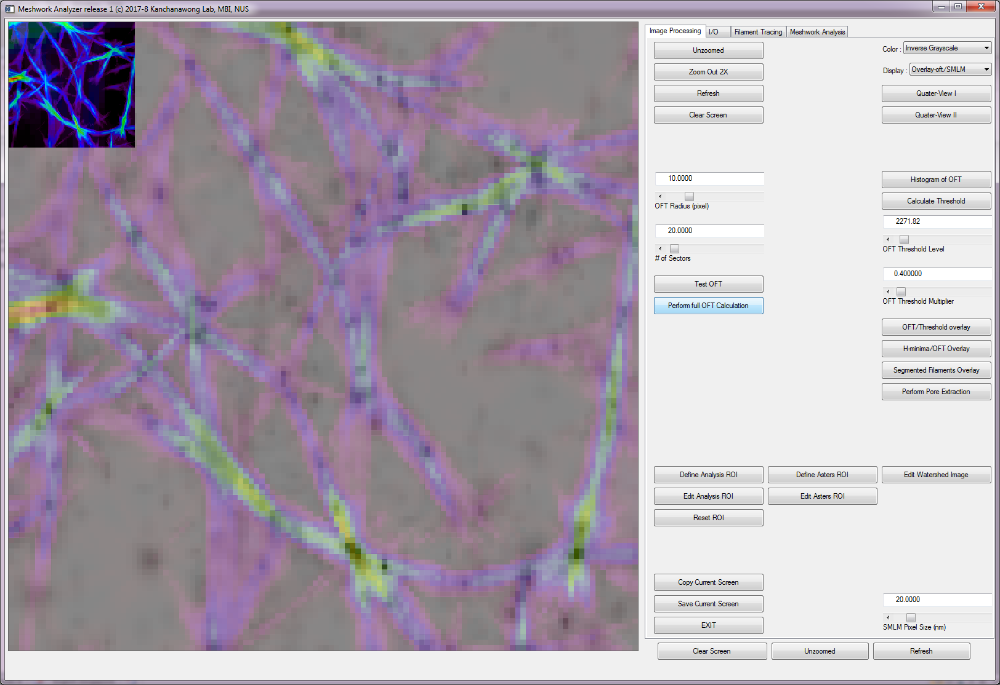 Meshwork Analyzer release 1 (c) 2017-8 Kanchanawong Lab, MBI, NUS
Image Processing I/O Filament Tracing Meshwork Analysis
Unzoomed
Color : Inverse Grayscale
Zoom Out 2X
Display : Overlay-oft/SMLM
Refresh
Quater-View I
Clear Screen
Quater-View II
10.0000
Histogram of OFT
OFT Radius (pixel)
Calculate Threshold
20.0000
2271.82
# of Sectors
OFT Threshold Level
0.400000
Test OFT
OFT Threshold Multiplier
Perform full OFT Calculation
OFT/Threshold overlay
H-minima/OFT Overlay
Segmented Filaments Overlay
Perform Pore Extraction
Define Analysis ROI Define Asters ROI Edit Watershed Image
Edit Analysis ROI Edit Asters ROI
Reset ROI
Copy Current Screen
Save Current Screen
20.0000
EXIT
SMLM Pixel Size (nm)
Clear Screen Unzoomed Refresh